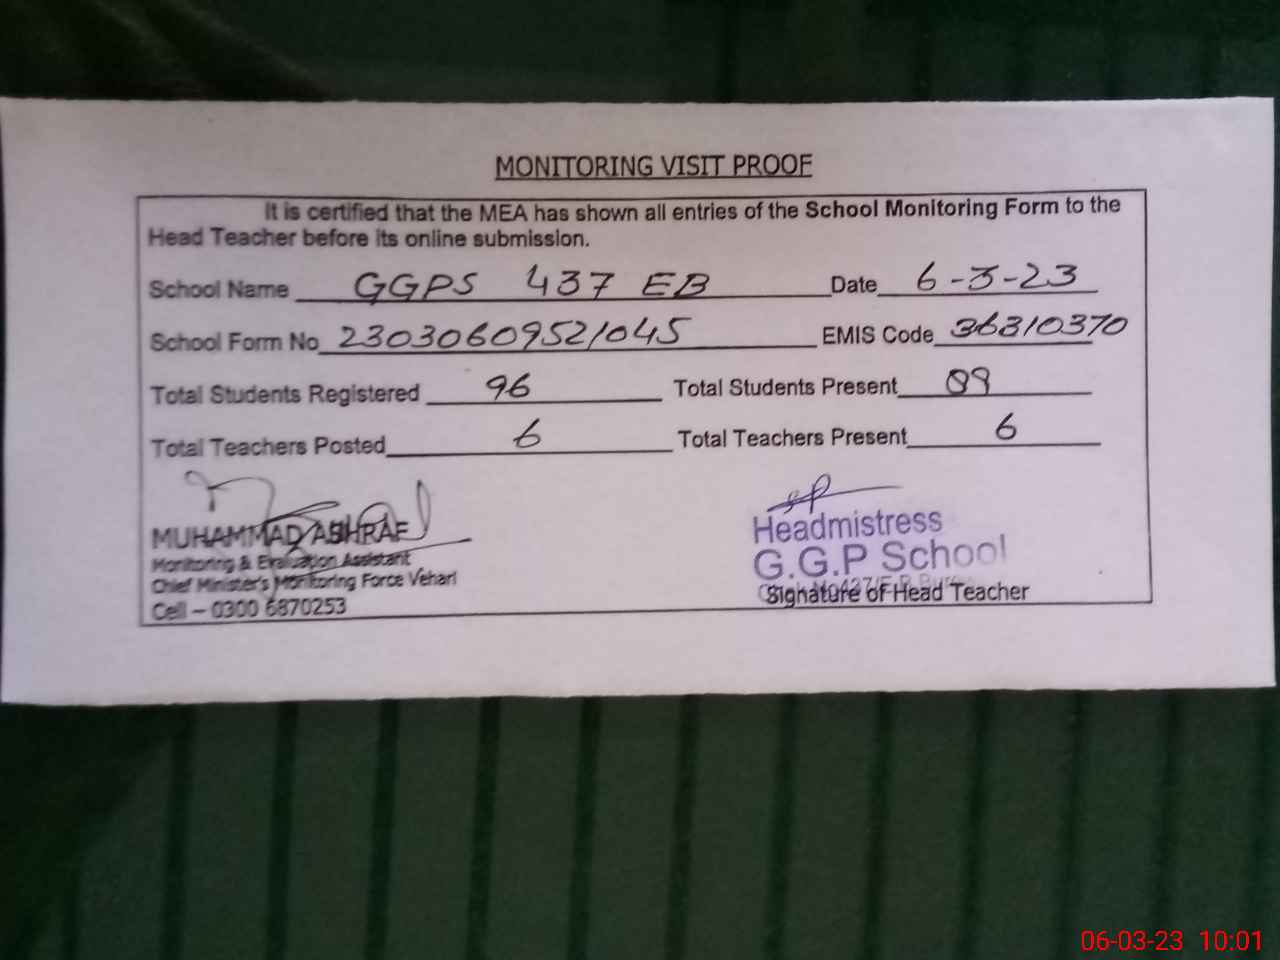 MONITORING VISIT PROOF
It is certified that the MEA has shown all entries of the School Monitoring Form to the
Head Teacher before its online submission.
School Name GGPS 437 EB Date 6-3-23
School Form No 23030609521045 EMIS Code 36310370
Total Students Registered 96 Total Students Present 89
Total Teachers Posted 6 Total Teachers Present 6
MUHAMMAD ASHRAF
Monitoring & Evaluation Assistant
Chief Minister's Monitoring Force Vehari
Cell – 0300 6870253
Headmistress
G.G.P School
437/E.B
Signature of Head Teacher
06-03-23 10:01